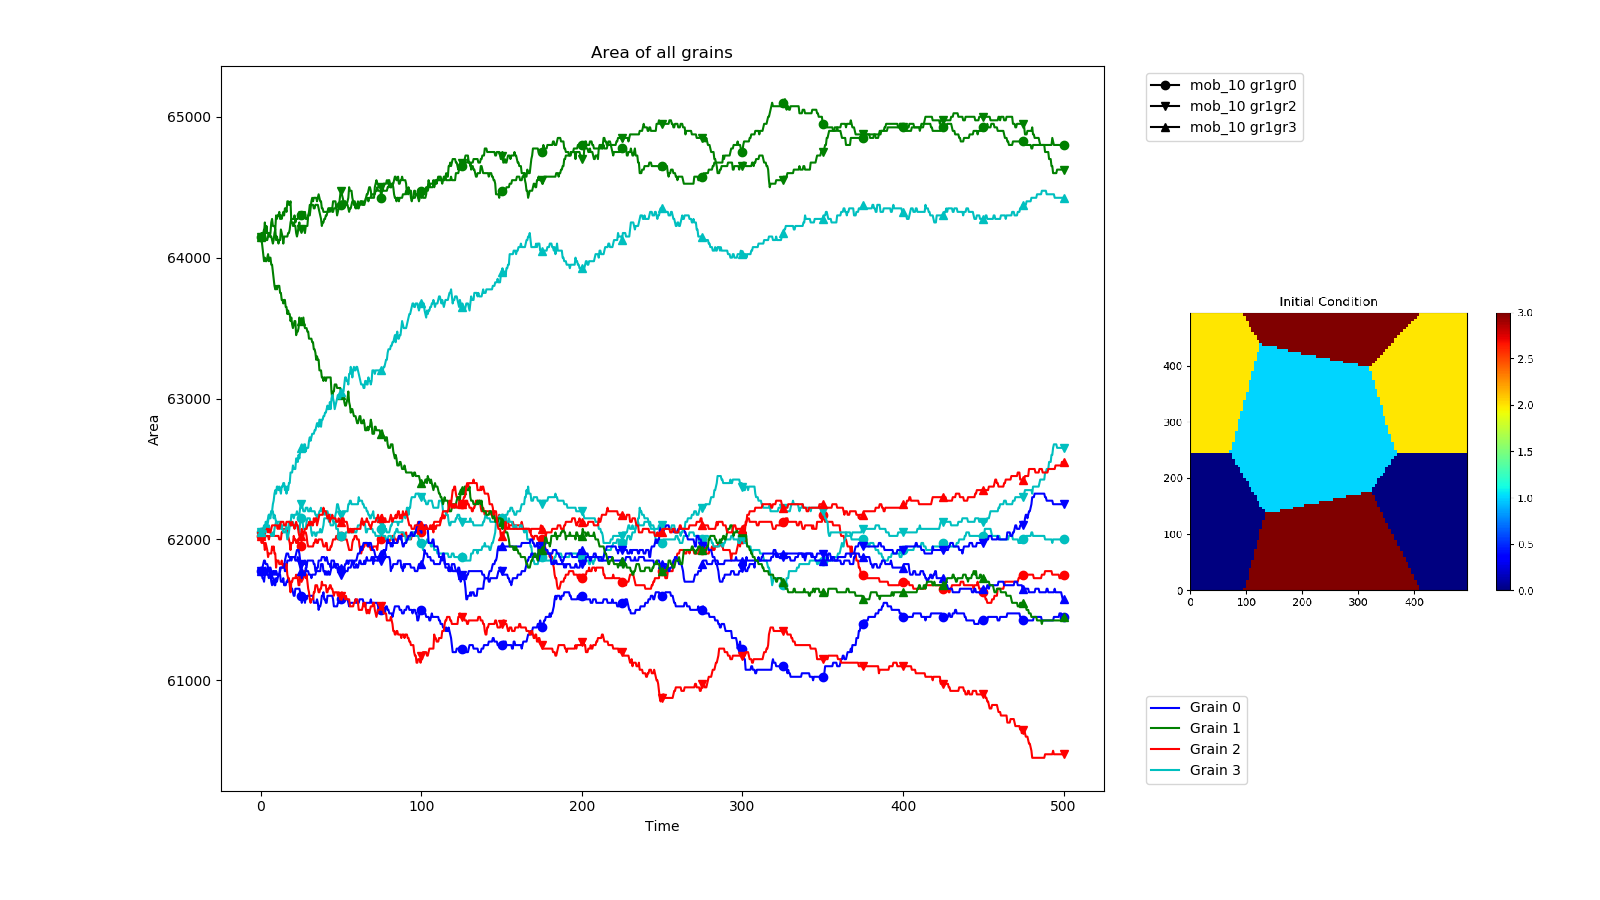 Area of all grains
65000
64000
63000
62000
61000
Area
0 100 200 300 400 500
Time
mob_10 gr1gr0
mob_10 gr1gr2
mob_10 gr1gr3
Initial Condition
400
300
200
100
0
0 100 200 300 400
3.0
2.5
2.0
1.5
1.0
0.5
0.0
Grain 0
Grain 1
Grain 2
Grain 3